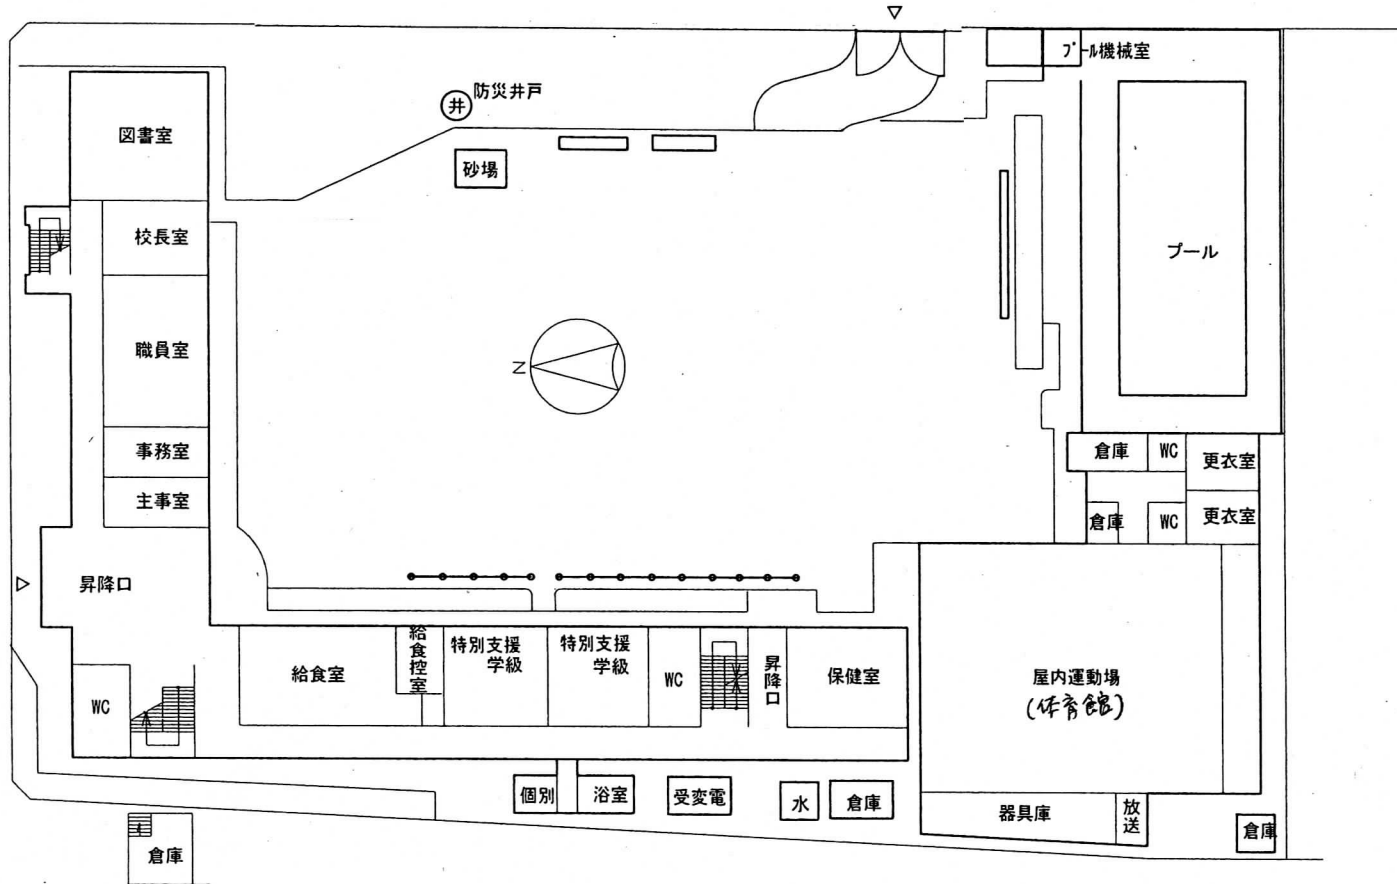 プール機械室
防災井戸
井
図書室
砂場
校長室
プール
職員室
N
事務室
倉庫
WC
更衣室
主事室
倉庫
WC
更衣室
昇降口
給食室
給食控室
特別支援
学級
特別支援
学級
WC
昇降口
保健室
屋内運動場
(体育館)
WC
個別
浴室
受変電
水
倉庫
器具庫
放送
倉庫
倉庫